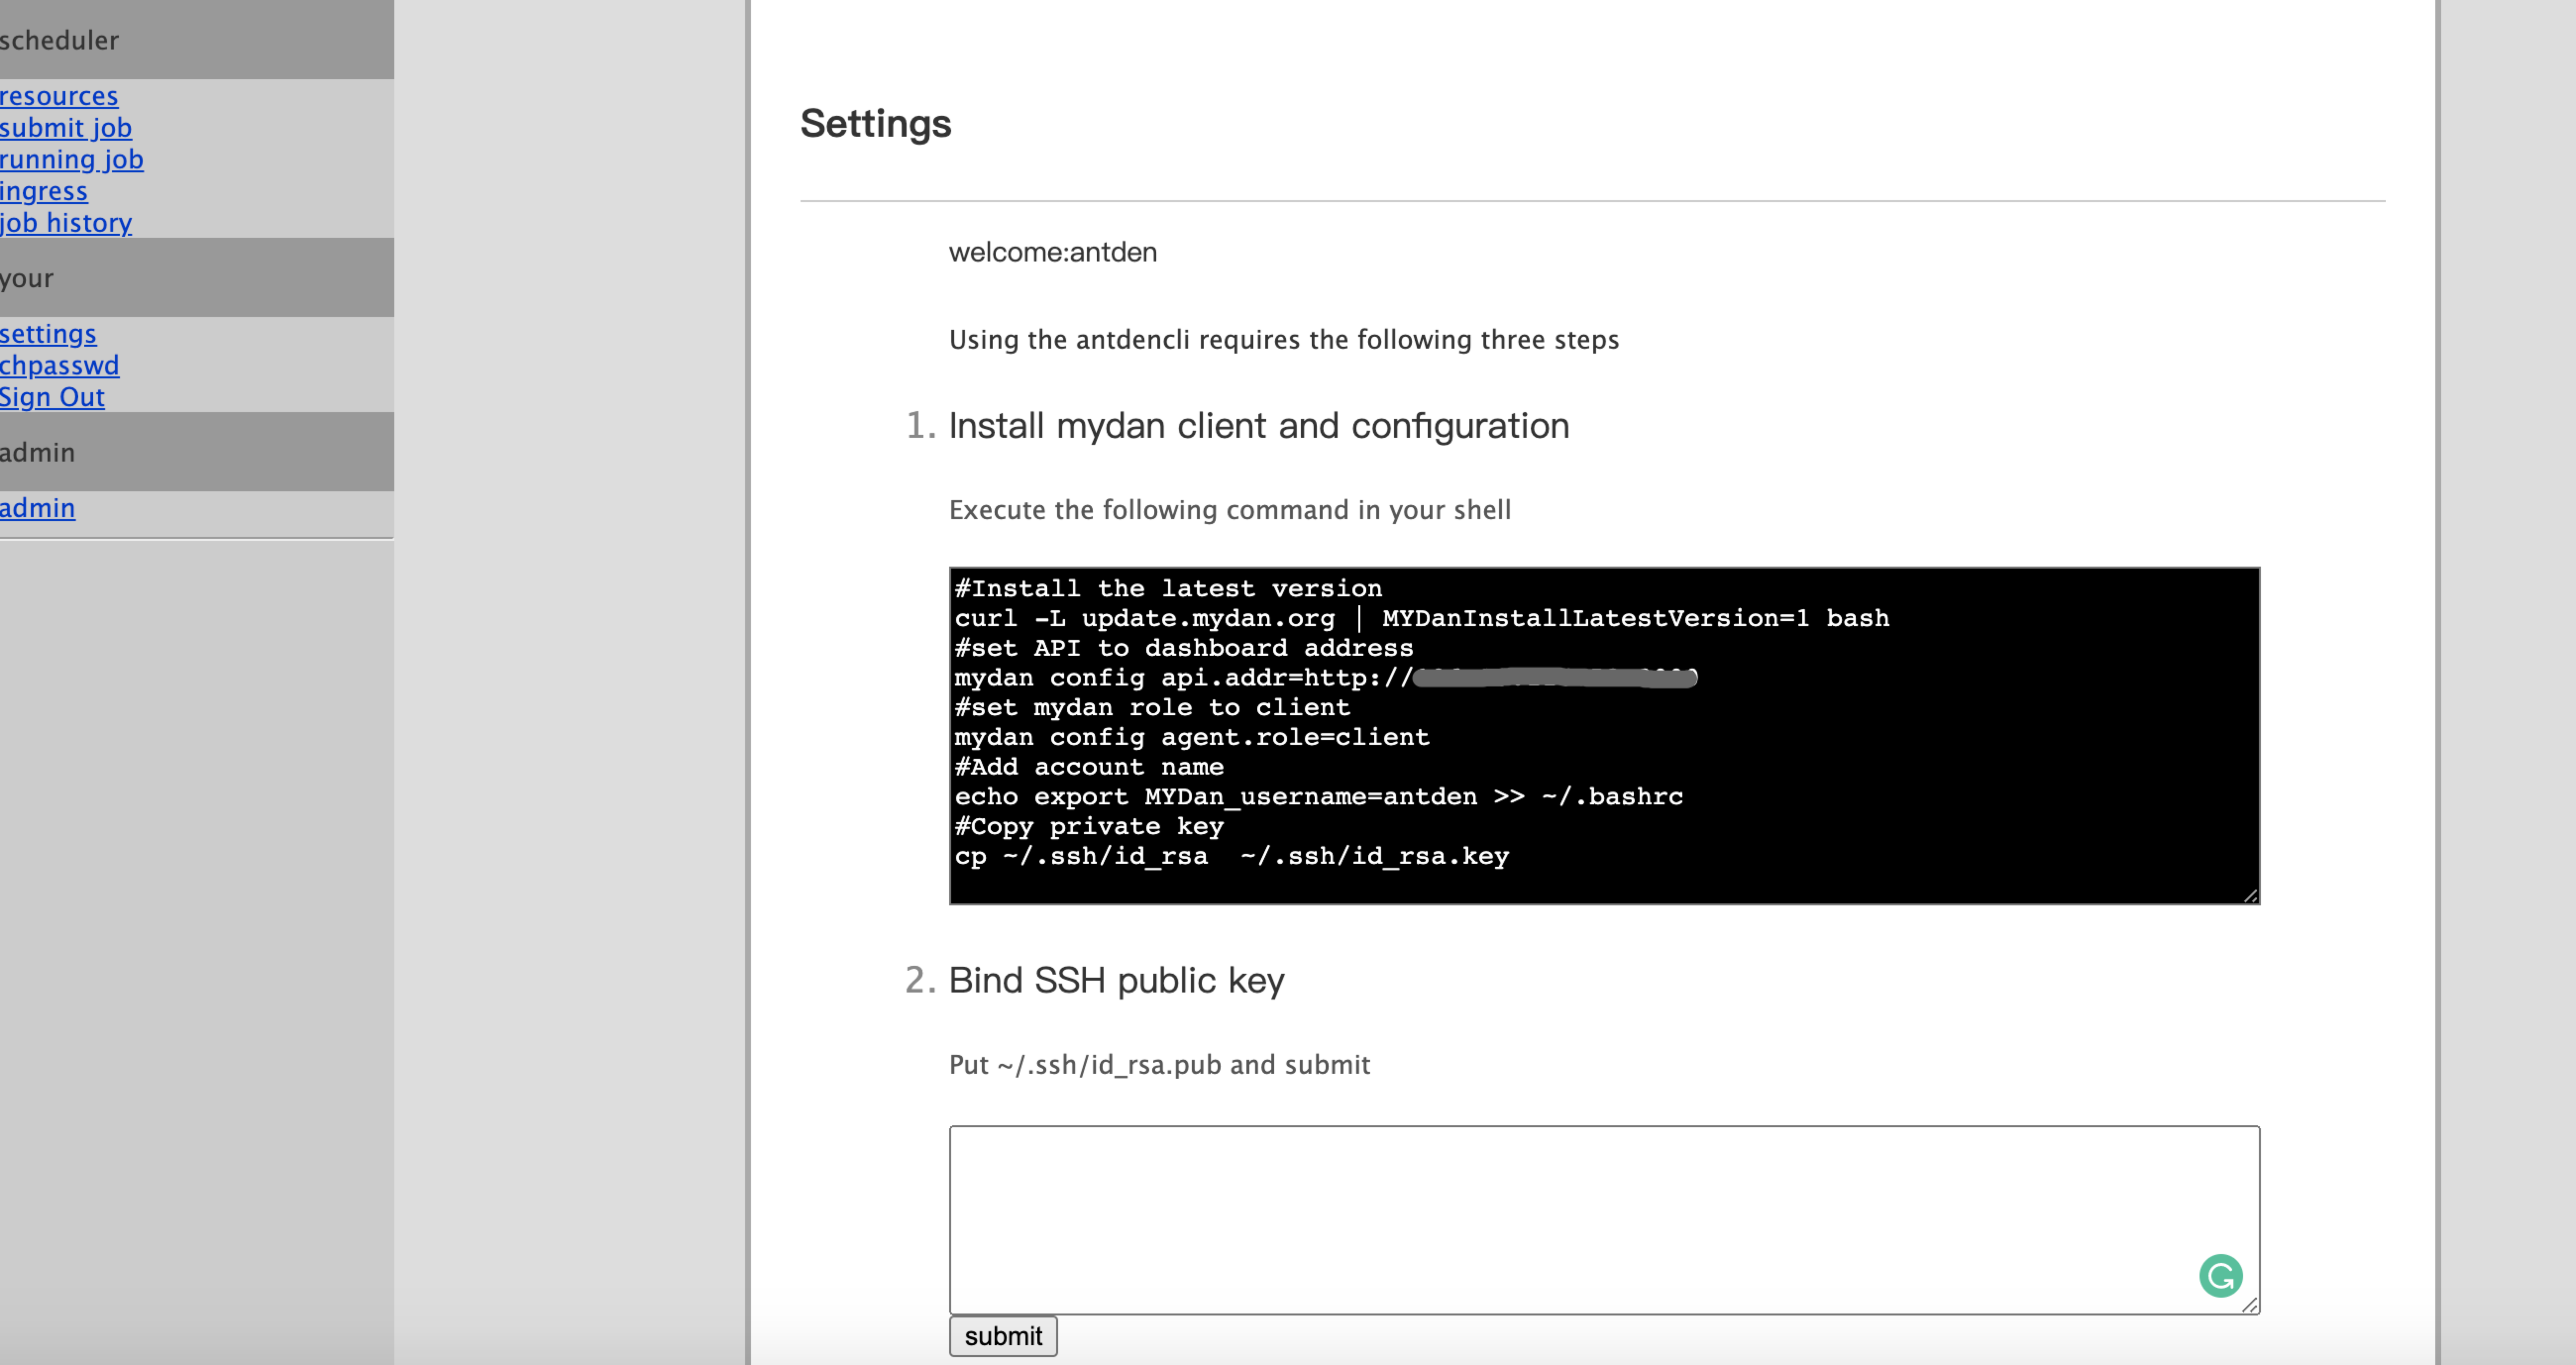 scheduler
resources
submit job
running job
ingress
job history
your
settings
chpasswd
Sign Out
admin
admin
Settings
welcome:antden
Using the antdencli requires the following three steps
1. Install mydan client and configuration
Execute the following command in your shell
#Install the latest version
curl -L update.mydan.org | MYDanInstallLatestVersion=1 bash
#set API to dashboard address
mydan config api.addr=http://
#set mydan role to client
mydan config agent.role=client
#Add account name
echo export MYDan_username=antden >> ~/.bashrc
#Copy private key
cp ~/.ssh/id_rsa  ~/.ssh/id_rsa.key
2. Bind SSH public key
Put ~/.ssh/id_rsa.pub and submit
submit